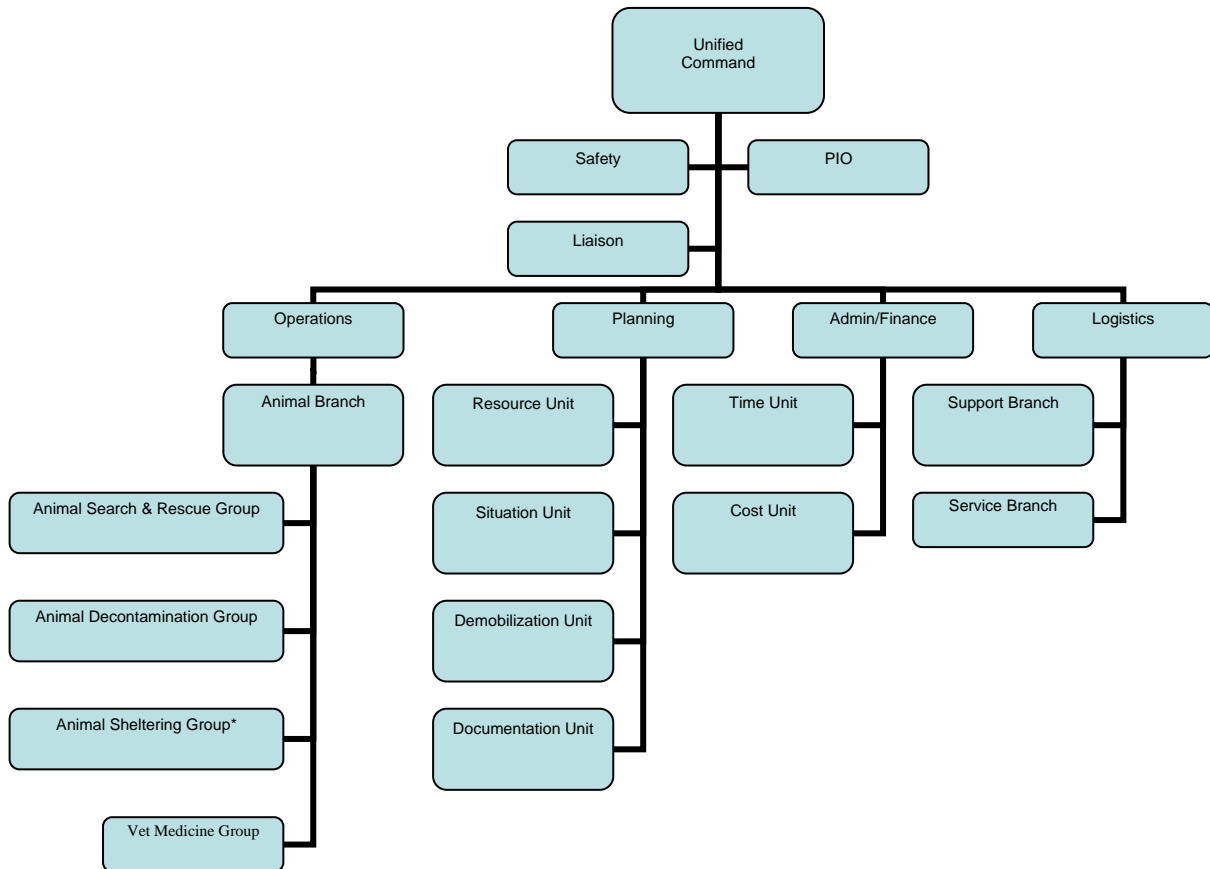 Unified
Command
Safety
PIO
Liaison
Operations
Planning
Admin/Finance
Logistics
Animal Branch
Resource Unit
Time Unit
Support Branch
Animal Search & Rescue Group
Situation Unit
Cost Unit
Service Branch
Animal Decontamination Group
Demobilization Unit
Animal Sheltering Group*
Documentation Unit
Vet Medicine Group